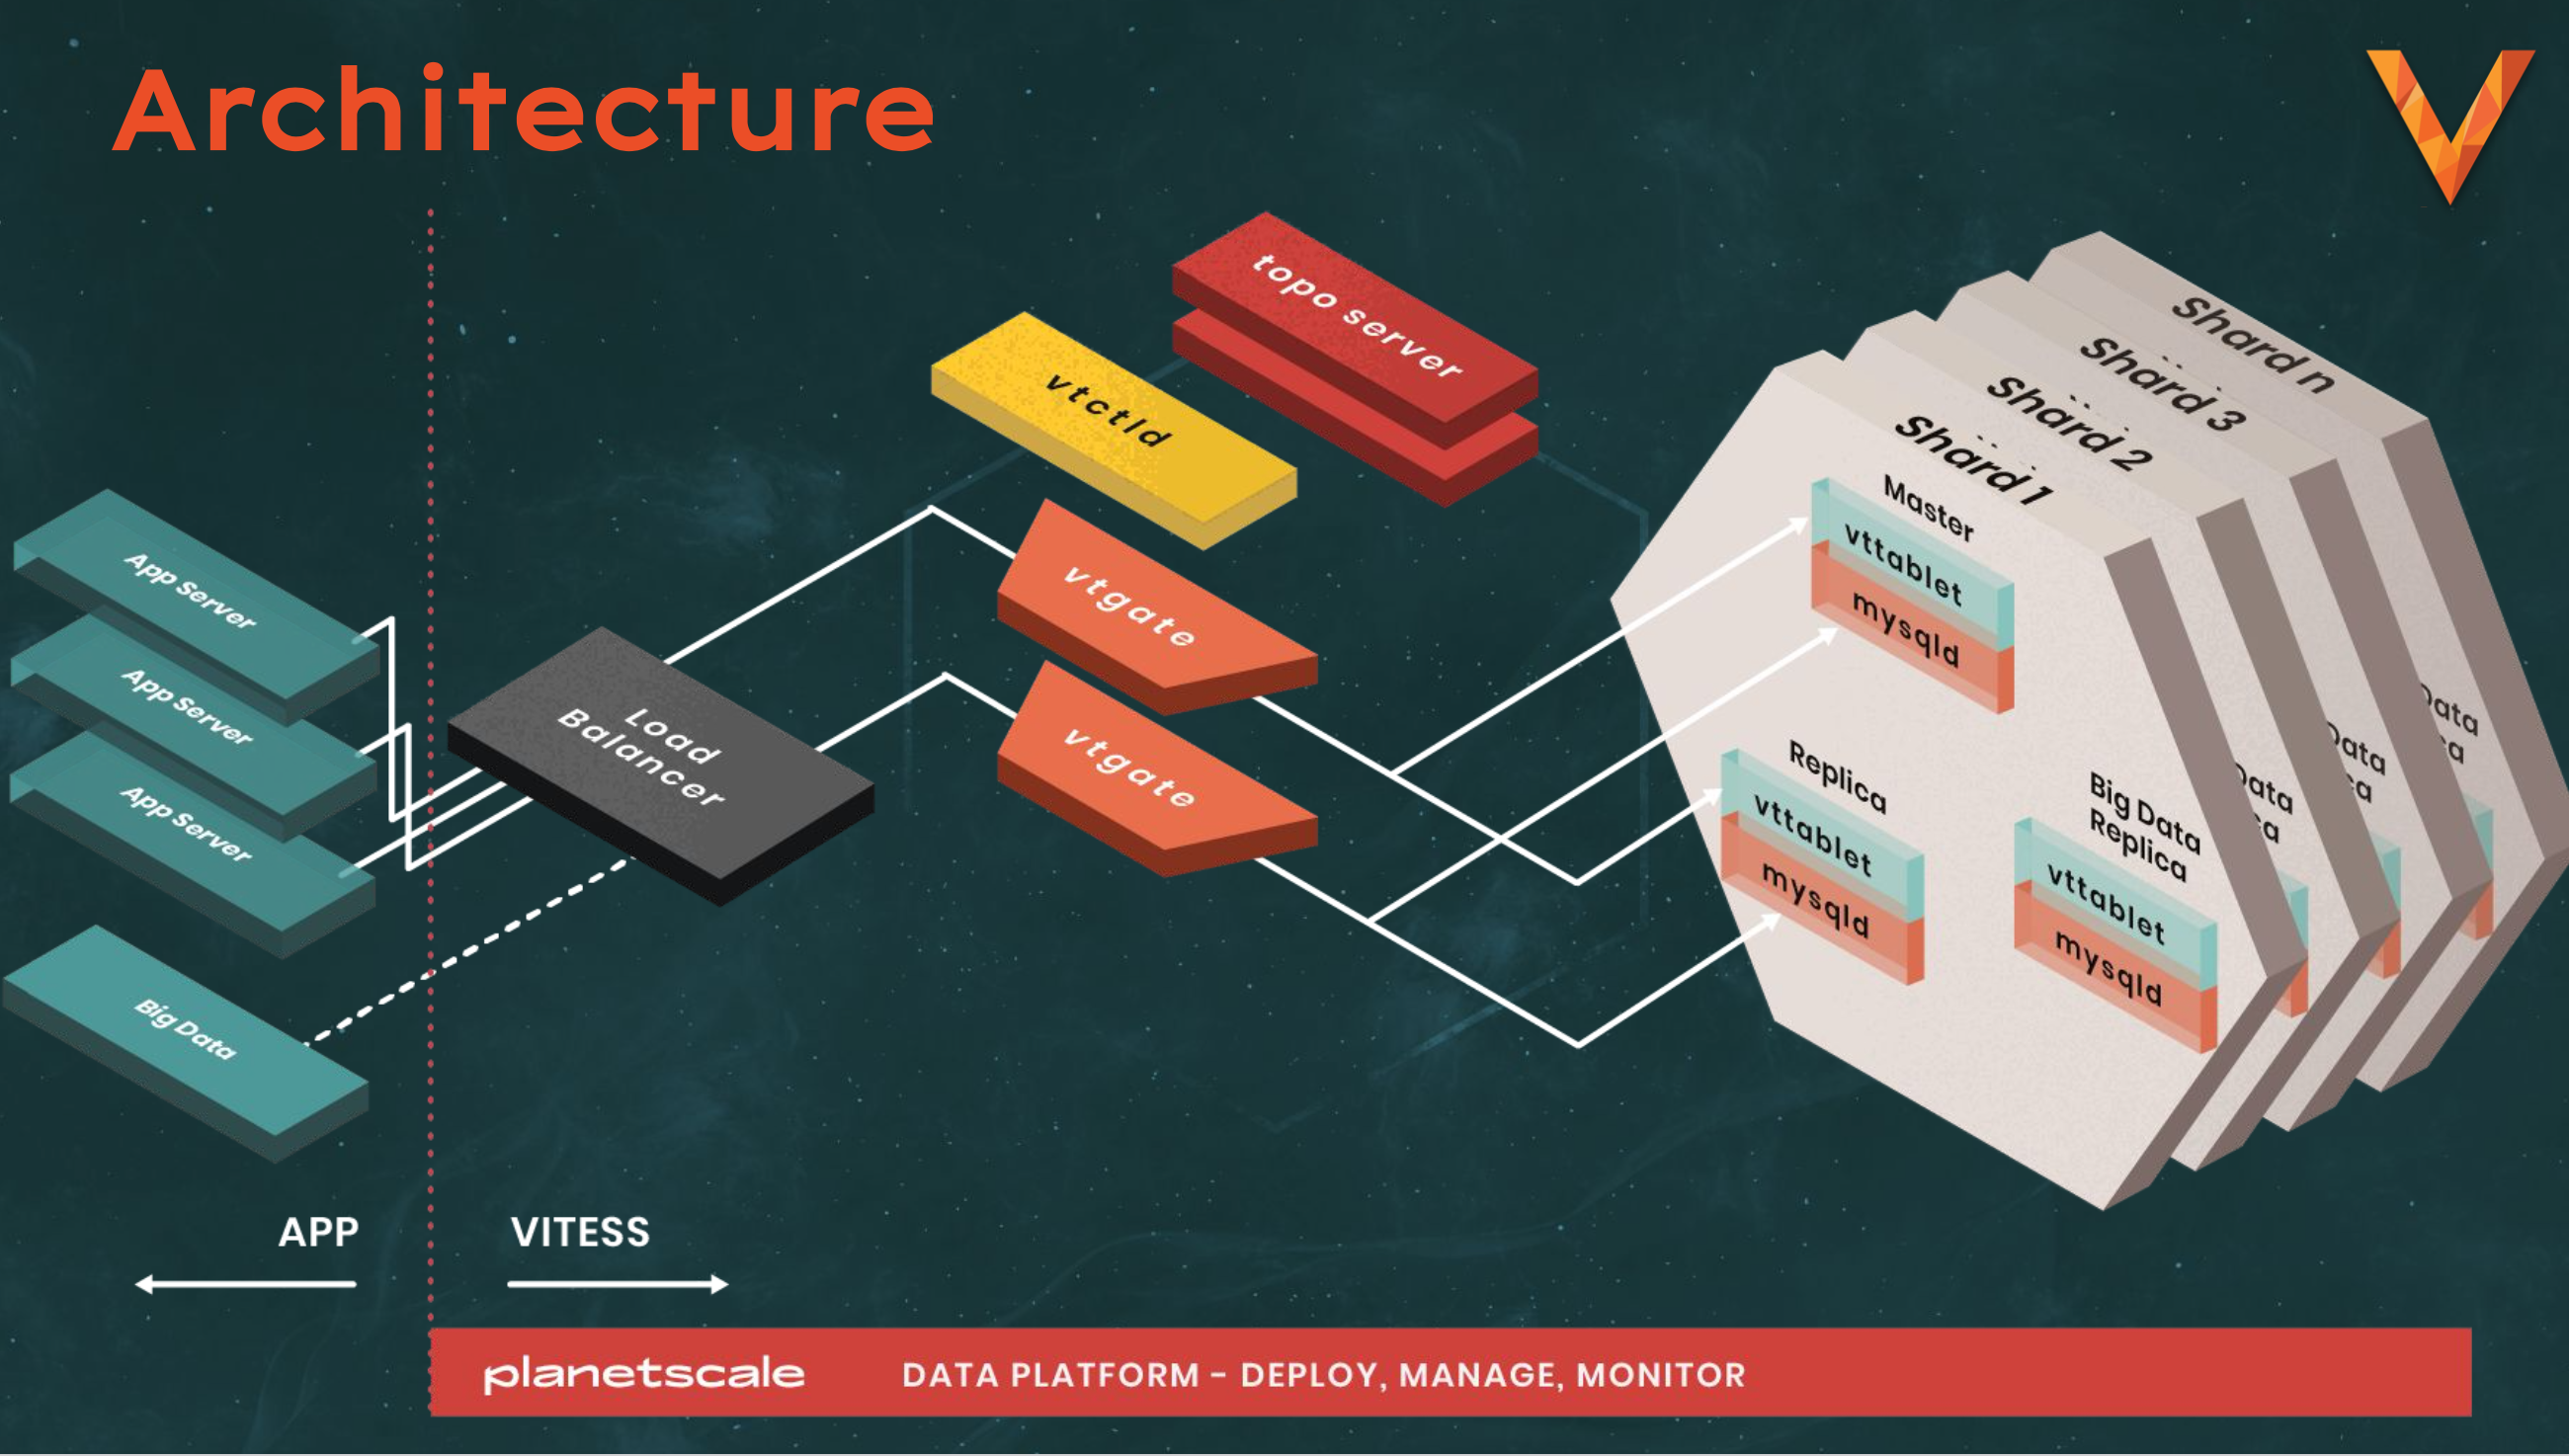 Architecture
topo server
vtctld
vtgate
vtgate
Load
Balancer
App Server
App Server
App Server
Big Data
Shard n
Shard 3
Shard 2
Shard 1
Master
vttablet
mysqld
Replica
vttablet
mysqld
Big Data
Replica
vttablet
mysqld
APP
VITESS
planetscale
DATA PLATFORM - DEPLOY, MANAGE, MONITOR